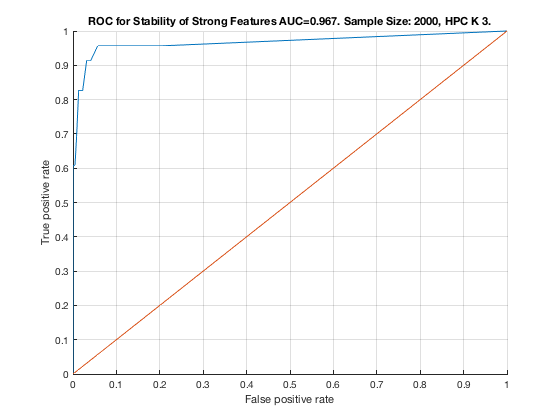 ROC for Stability of Strong Features AUC=0.967. Sample Size: 2000, HPC K 3.
1
0.9
0.8
0.7
0.6
0.5
0.4
0.3
0.2
0.1
0
True positive rate
0 0.1 0.2 0.3 0.4 0.5 0.6 0.7 0.8 0.9 1
False positive rate